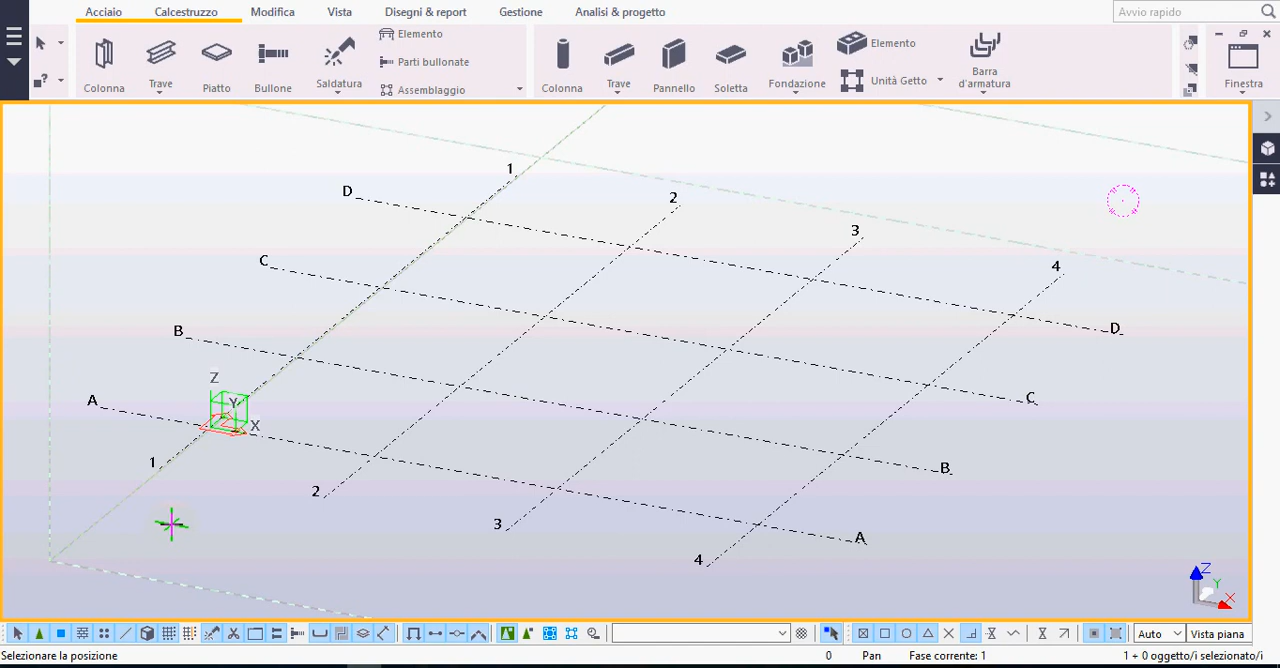 Acciaio Calcestruzzo Modifica Vista Disegni & report Gestione Analisi & progetto Avvio rapido
Colonna Trave Piatto Bullone Saldatura Elemento Parti bullonate Assemblaggio
Colonna Trave Pannello Soletta Fondazione Elemento Unità Getto Barra d'armatura Finestra
1
D 2
3
C 4
B D
Z
A Y C
X
1 B
2
3 A
4
Z
Y
X
Auto Vista piana
Selezionare la posizione 0 Pan Fase corrente: 1 1 + 0 oggetto/i selezionato/i